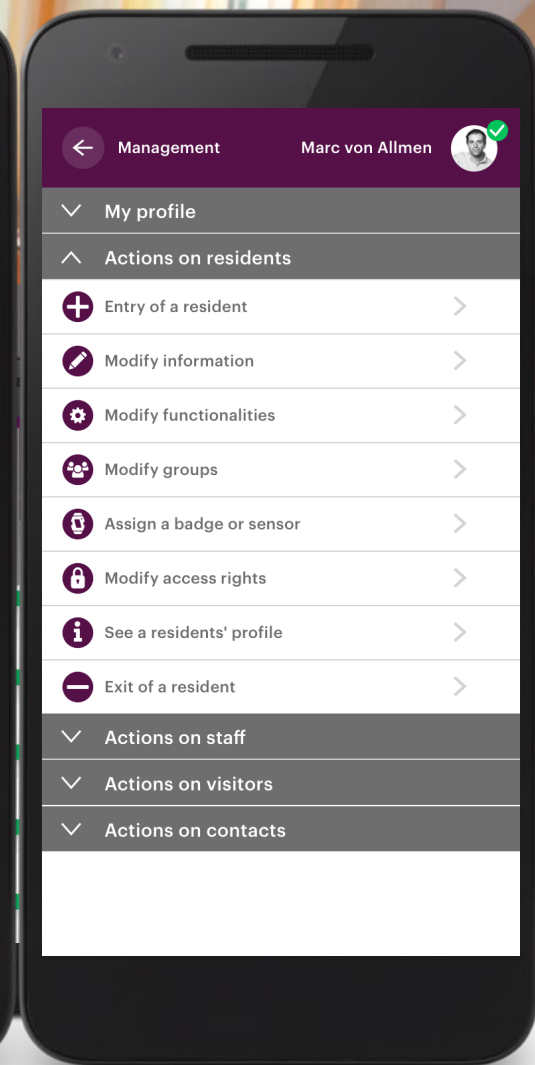 Management Marc von Allmen
My profile
Actions on residents
Entry of a resident
Modify information
Modify functionalities
Modify groups
Assign a badge or sensor
Modify access rights
See a residents' profile
Exit of a resident
Actions on staff
Actions on visitors
Actions on contacts